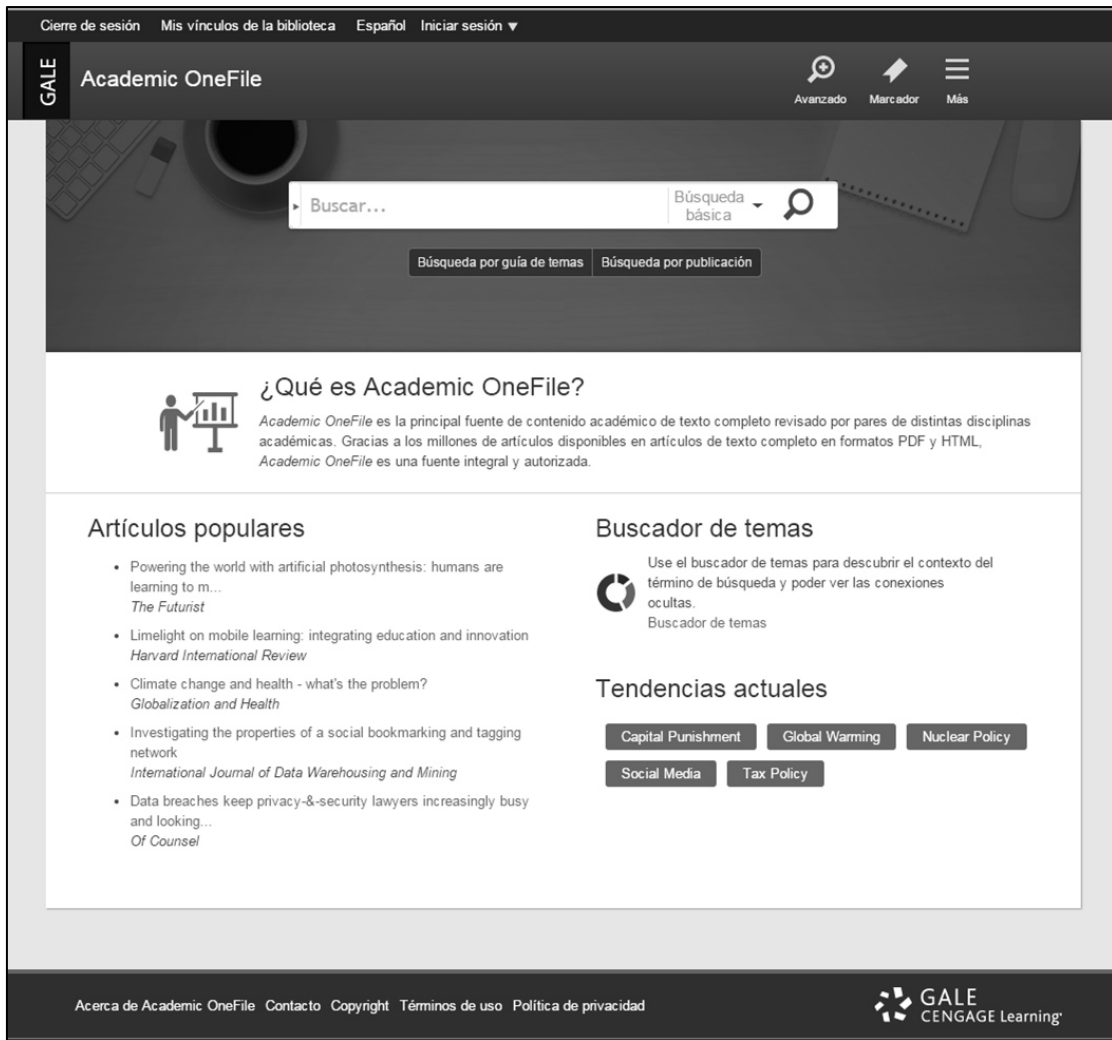 Cierre de sesión Mis vínculos de la biblioteca Español Iniciar sesión
GALE
Academic OneFile
Avanzado Marcador Más
Buscar...
Búsqueda
básica
Búsqueda por guía de temas Búsqueda por publicación
¿Qué es Academic OneFile?
Academic OneFile es la principal fuente de contenido académico de texto completo revisado por pares de distintas disciplinas
académicas. Gracias a los millones de artículos disponibles en artículos de texto completo en formatos PDF y HTML,
Academic OneFile es una fuente integral y autorizada.
Artículos populares
• Powering the world with artificial photosynthesis: humans are
learning to m...
The Futurist
• Limelight on mobile learning: integrating education and innovation
Harvard International Review
• Climate change and health - what's the problem?
Globalization and Health
• Investigating the properties of a social bookmarking and tagging
network
International Journal of Data Warehousing and Mining
• Data breaches keep privacy-&-security lawyers increasingly busy
and looking...
Of Counsel
Buscador de temas
Use el buscador de temas para descubrir el contexto del
término de búsqueda y poder ver las conexiones
ocultas.
Buscador de temas
Tendencias actuales
Capital Punishment Global Warming Nuclear Policy
Social Media Tax Policy
Acerca de Academic OneFile Contacto Copyright Términos de uso Política de privacidad
GALE
CENGAGE Learning·